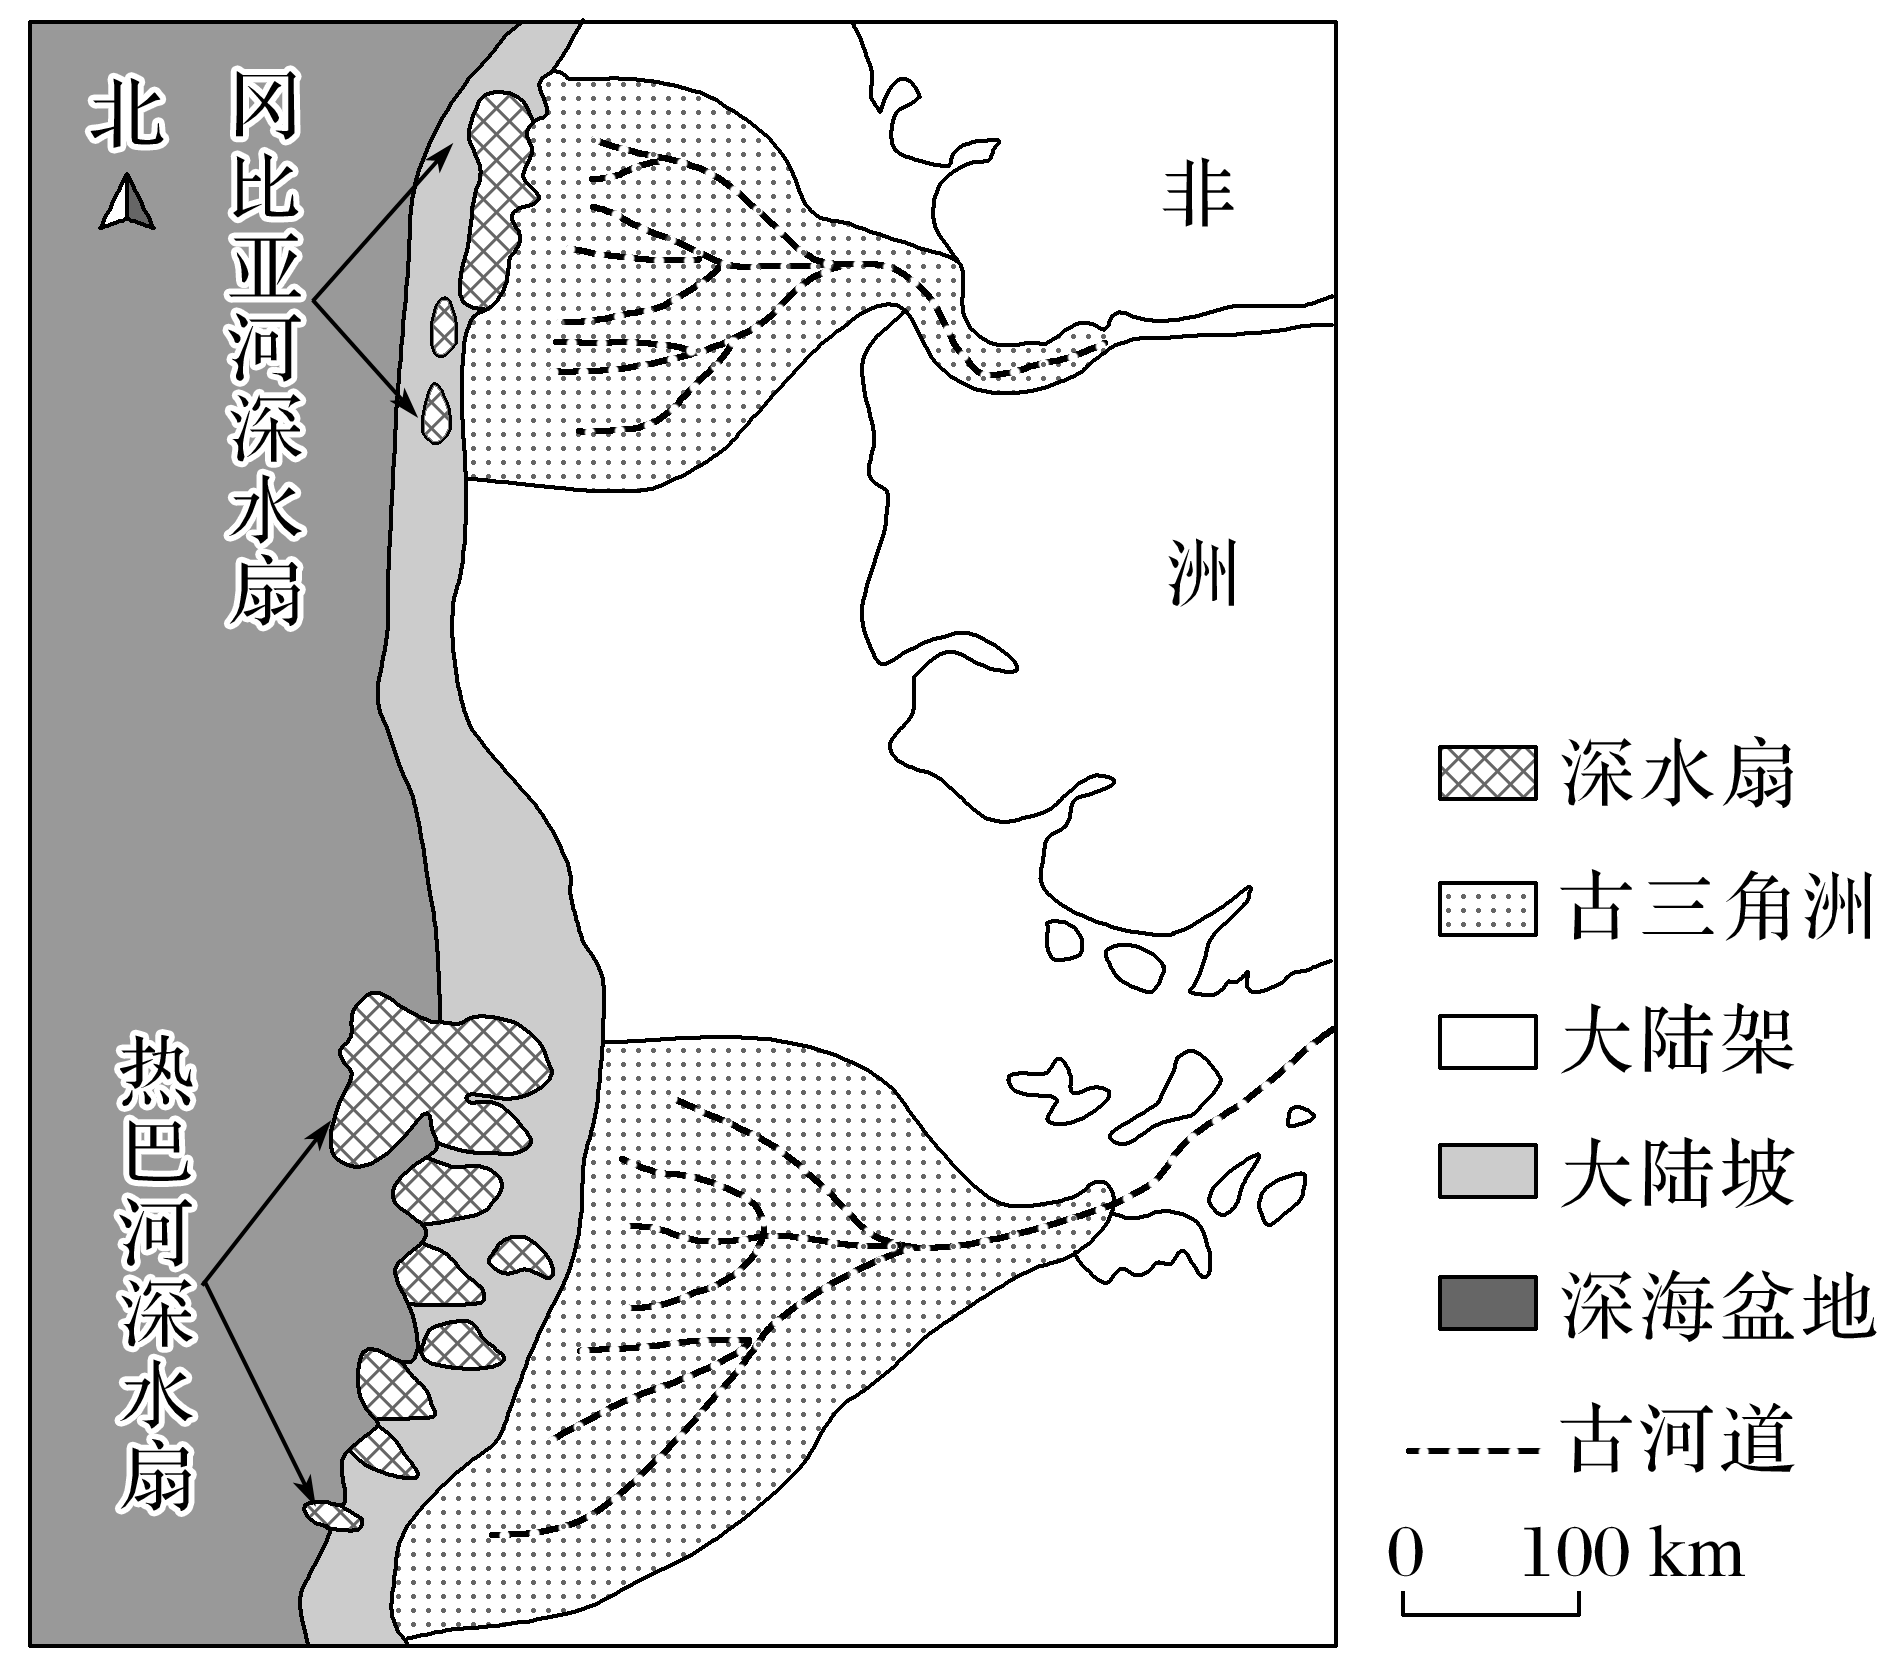 北
冈比亚河深水扇
非
洲
热巴河深水扇
深水扇
古三角洲
大陆架
大陆坡
深海盆地
古河道
0 100 km